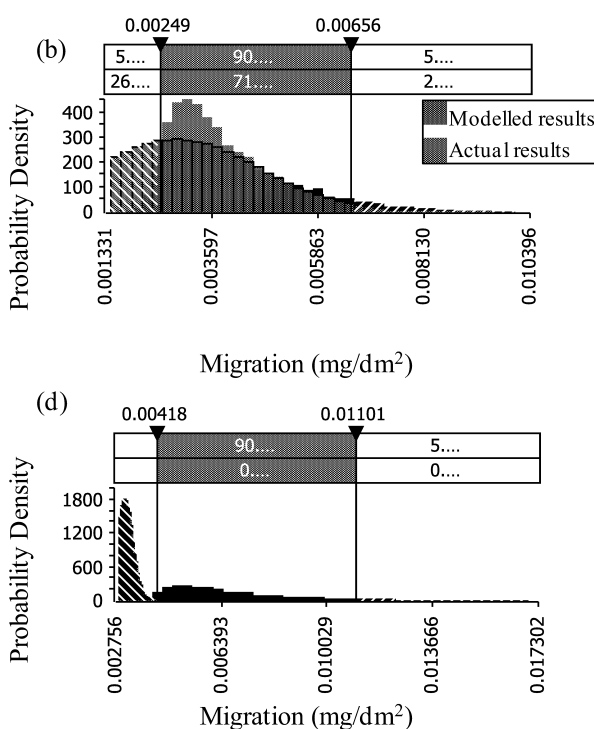 0.00249 0.00656
(b)
5.... 90.... 5....
26.... 71.... 2....
400
300
200
100
0
Probability Density
Modelled results
Actual results
0.001331 0.003597 0.005863 0.008130 0.010396
Migration (mg/dm²)
(d)
0.00418 0.01101
90.... 5....
0.... 0....
1800
1200
600
0
Probability Density
0.002756 0.006393 0.010029 0.013666 0.017302
Migration (mg/dm²)